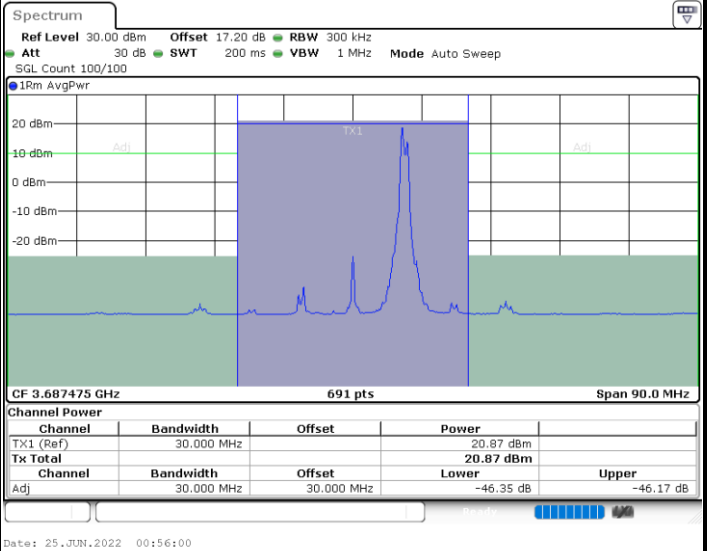 Spectrum
Ref Level 30.00 dBm Offset 17.20 dB RBW 300 kHz
Att 30 dB SWT 200 ms VBW 1 MHz Mode Auto Sweep
SGL Count 100/100
1Rm AvgPwr
TX1
20 dBm
Adj Adj
10 dBm
0 dBm
-10 dBm
-20 dBm
CF 3.687475 GHz 691 pts Span 90.0 MHz
Channel Power
Channel Bandwidth Offset Power
TX1 (Ref) 30.000 MHz 20.87 dBm
Tx Total 20.87 dBm
Channel Bandwidth Offset Lower Upper
Adj 30.000 MHz 30.000 MHz -46.35 dB -46.17 dB
Ready
Date: 25.JUN.2022 00:56:00